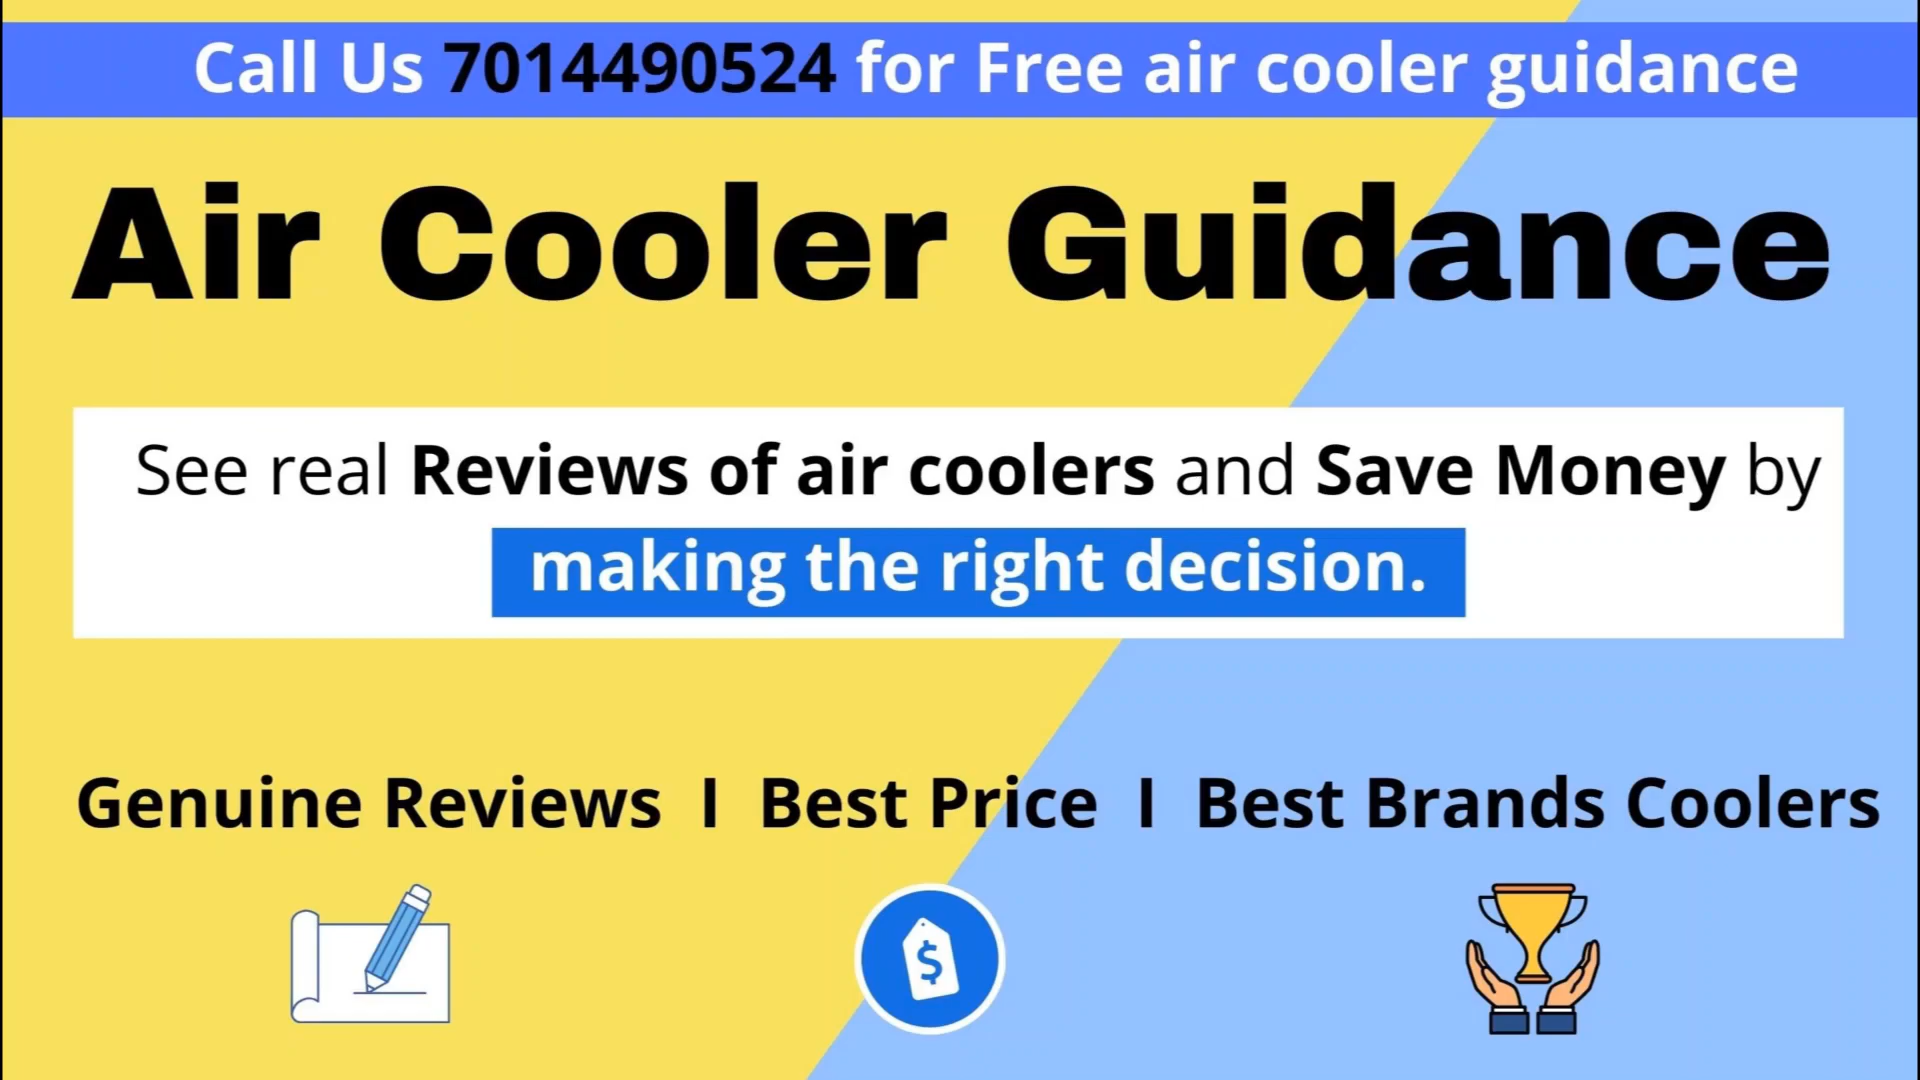 Call Us 7014490524 for Free air cooler guidance
Air Cooler Guidance
See real Reviews of air coolers and Save Money by
making the right decision.
Genuine Reviews I Best Price I Best Brands Coolers
$